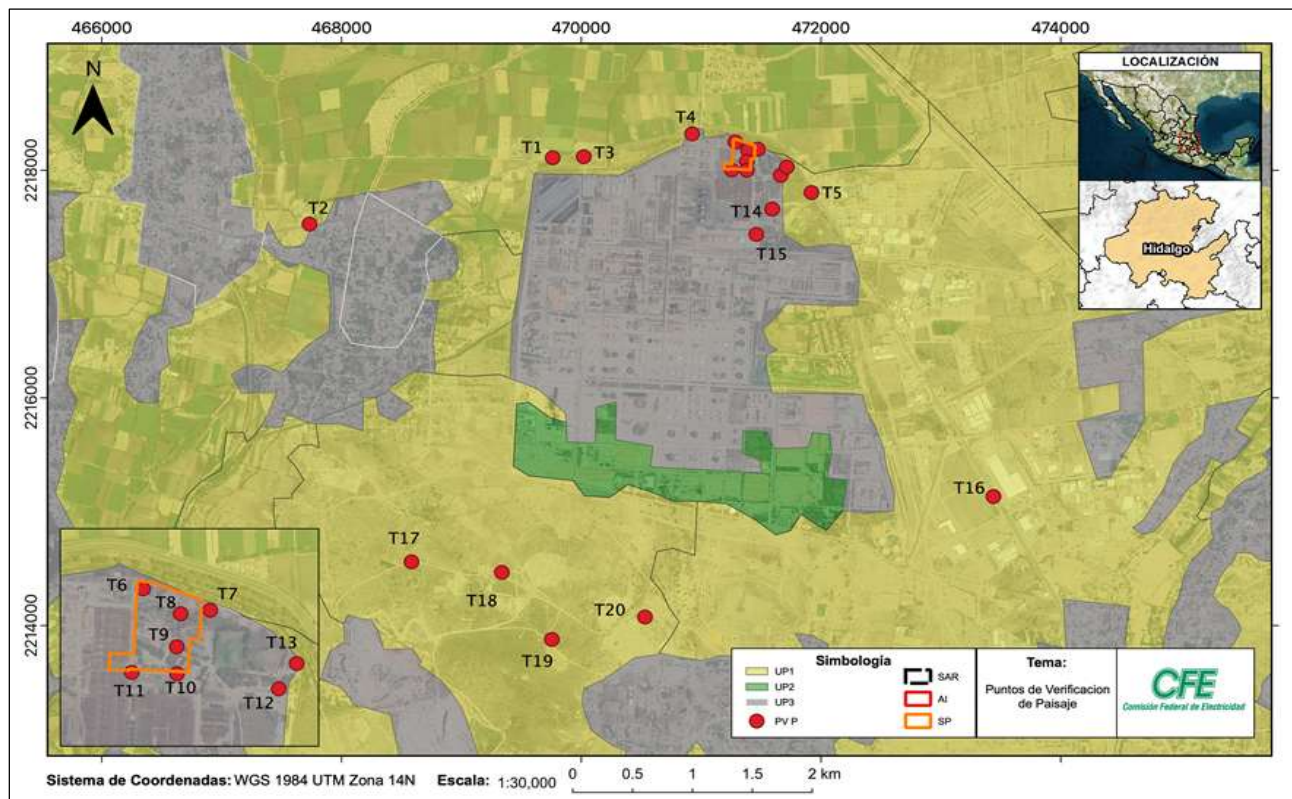 466000
468000
470000
472000
474000
2218000
2216000
2214000
N
LOCALIZACIÓN
Hidalgo
T1
T3
T4
T2
T5
T14
T15
T16
T17
T18
T20
T19
T6
T7
T8
T9
T13
T11
T10
T12
Simbología
UP1
UP2
UP3
PV P
SAR
AI
SP
Tema:
Puntos de Verificacion
de Paisaje
CFE
Comisión Federal de Electricidad
Sistema de Coordenadas: WGS 1984 UTM Zona 14N Escala: 1:30,000
0 0.5 1 1.5 2 km